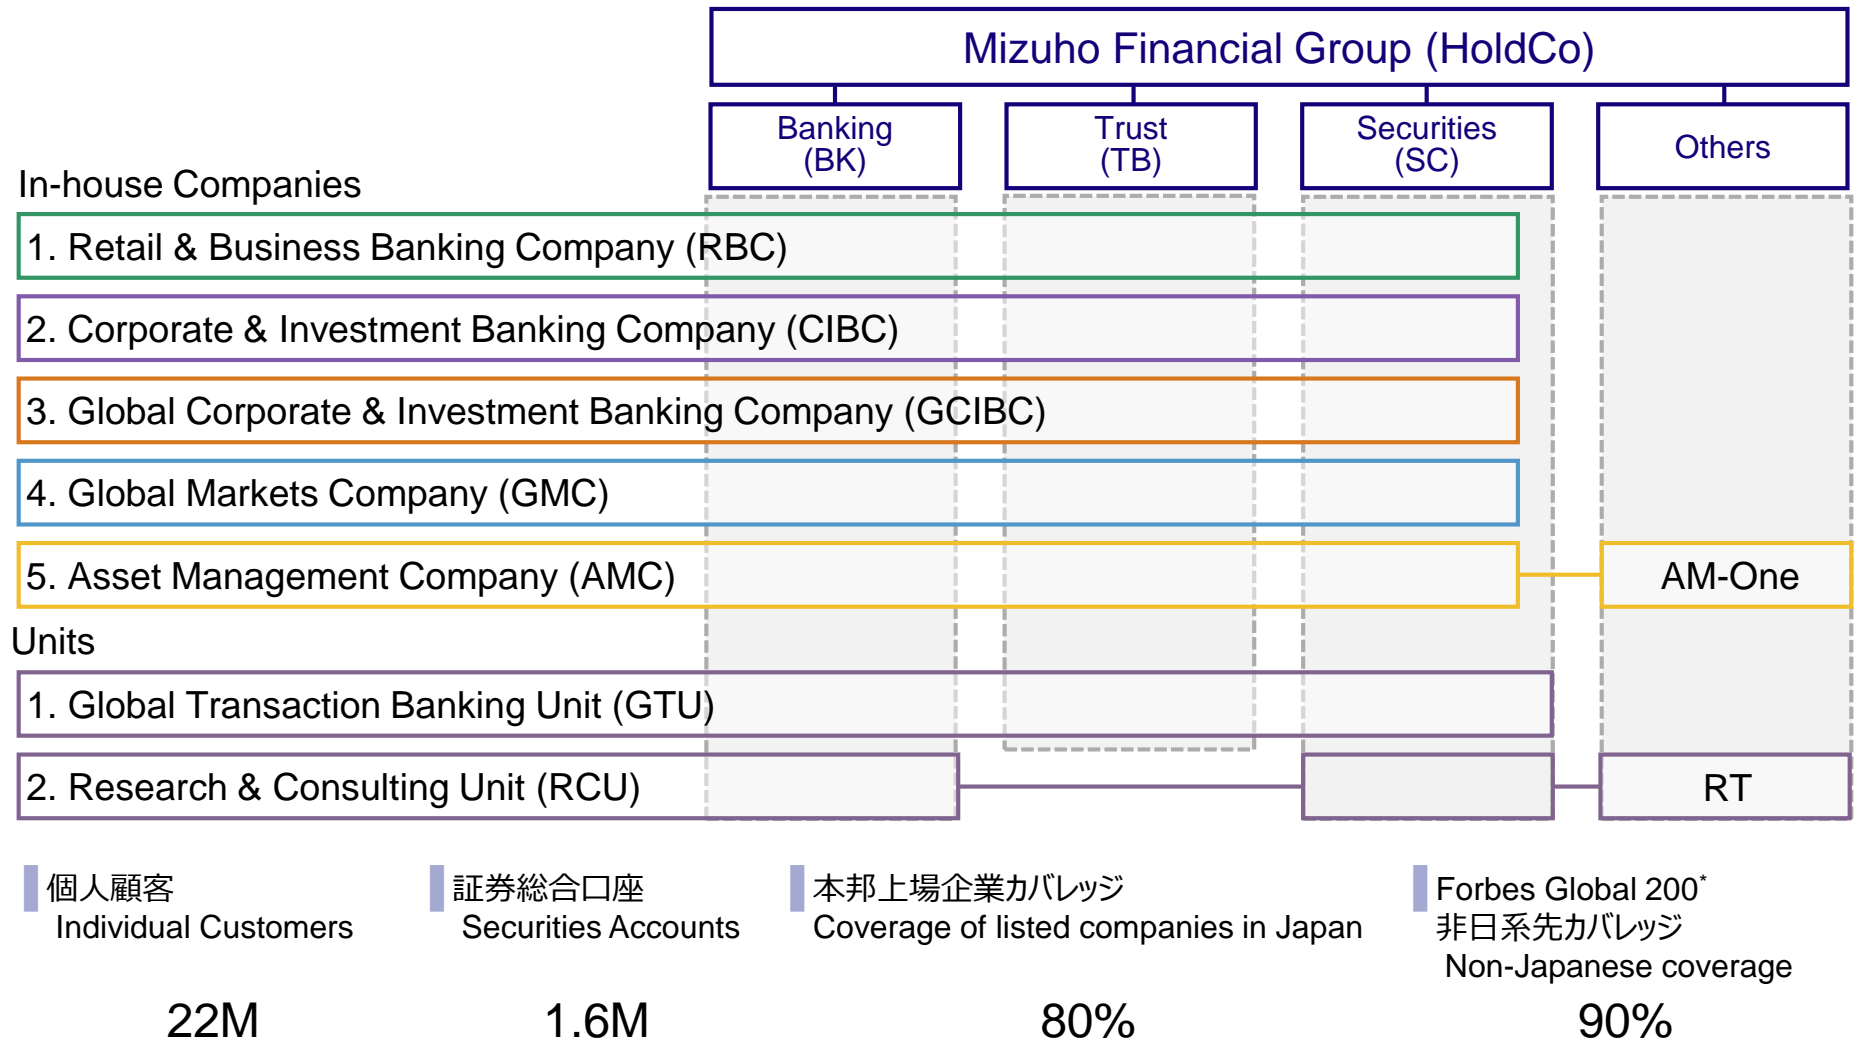 Mizuho Financial Group (HoldCo)
Banking
(BK)
Trust
(TB)
Securities
(SC)
Others
In-house Companies
1. Retail & Business Banking Company (RBC)
2. Corporate & Investment Banking Company (CIBC)
3. Global Corporate & Investment Banking Company (GCIBC)
4. Global Markets Company (GMC)
5. Asset Management Company (AMC)
AM-One
Units
1. Global Transaction Banking Unit (GTU)
2. Research & Consulting Unit (RCU)
RT
個人顧客
Individual Customers
22M
証券総合口座
Securities Accounts
1.6M
本邦上場企業カバレッジ
Coverage of listed companies in Japan
80%
Forbes Global 200*
非日系先カバレッジ
Non-Japanese coverage
90%